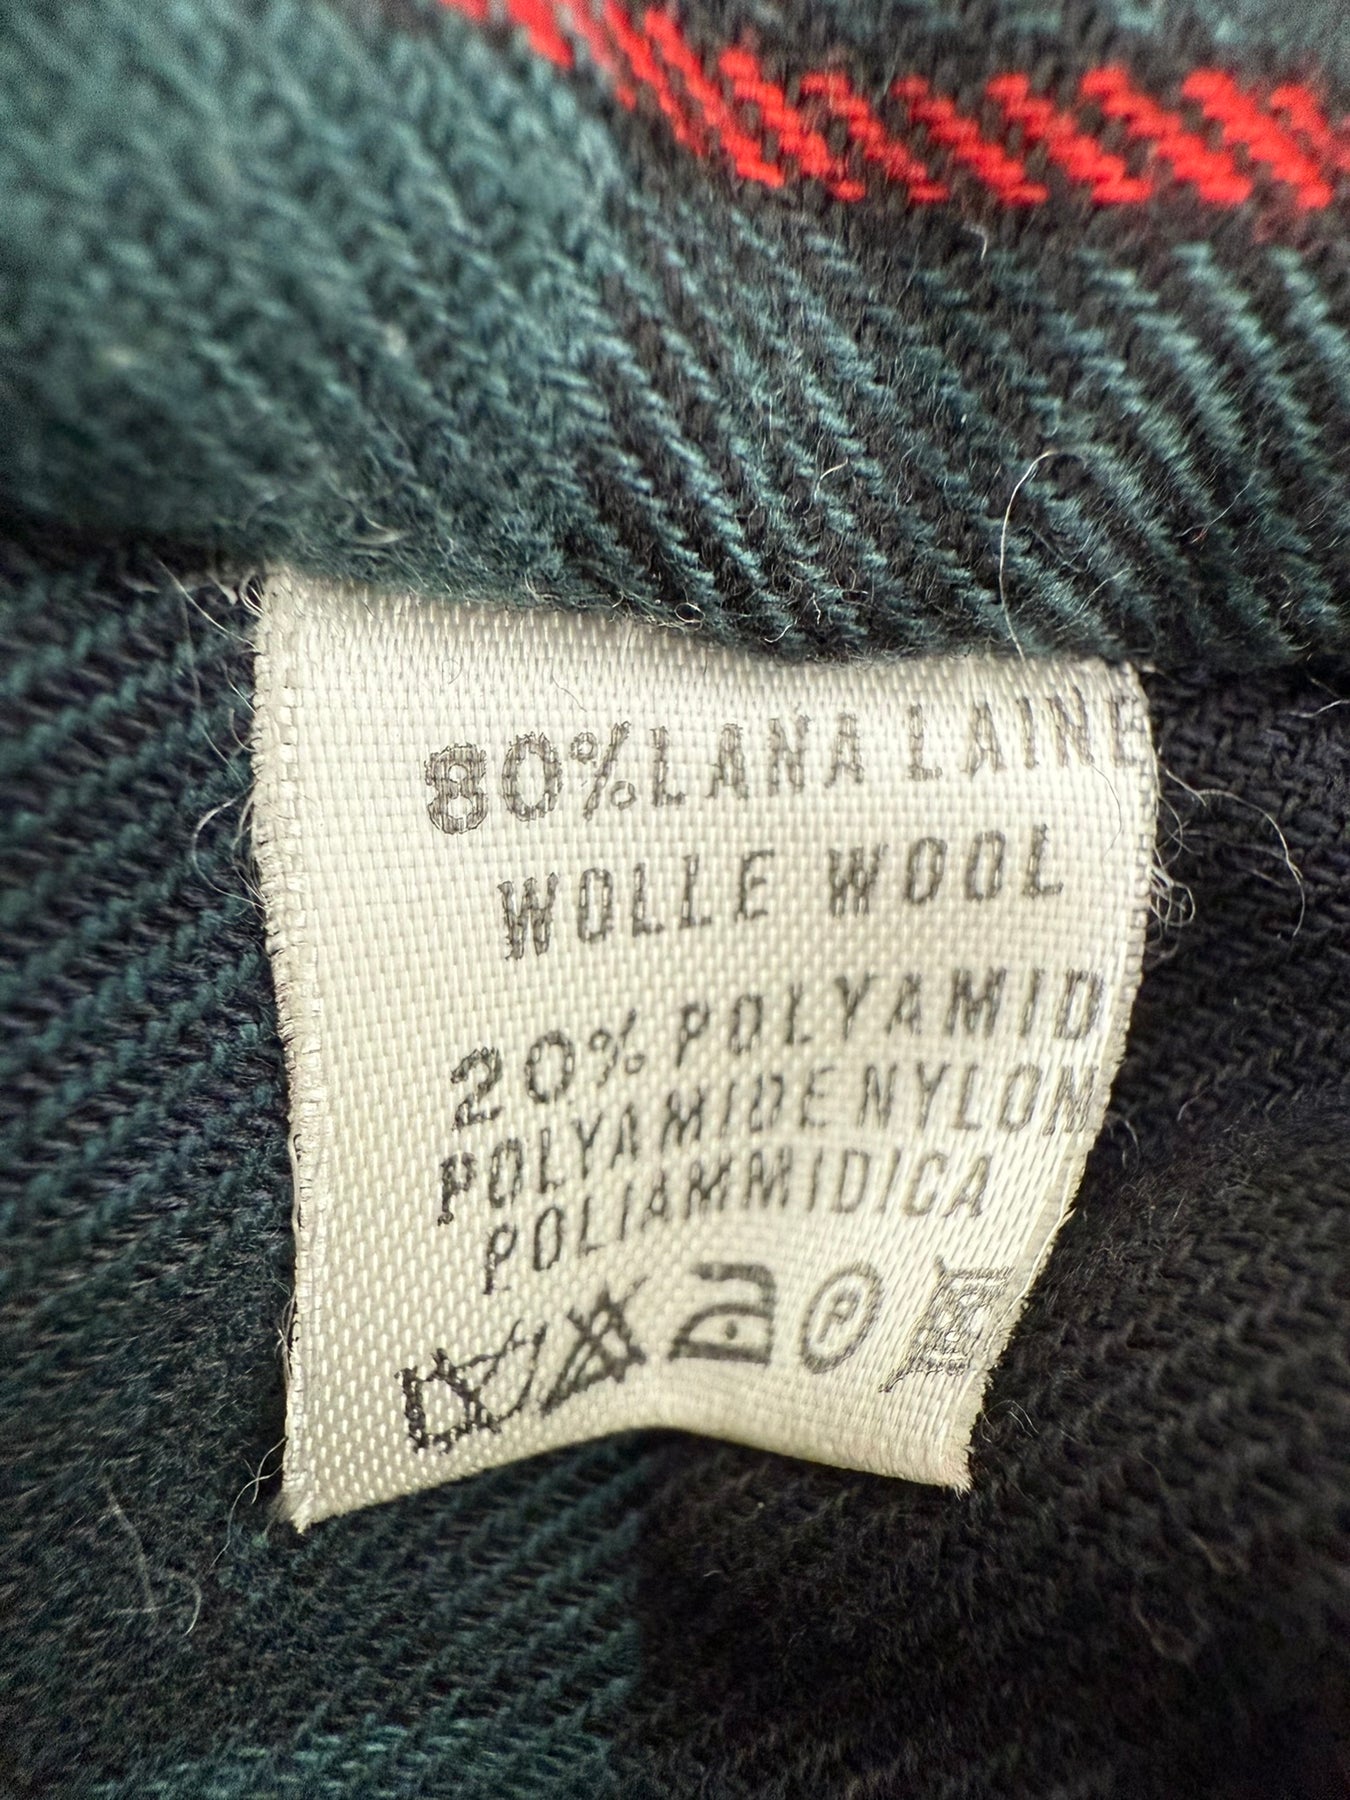 80% LANA LAINE
WOLLE WOOL
20% POLYAMID
POLYAMIDE NYLON
POLIAMMIDICA
P